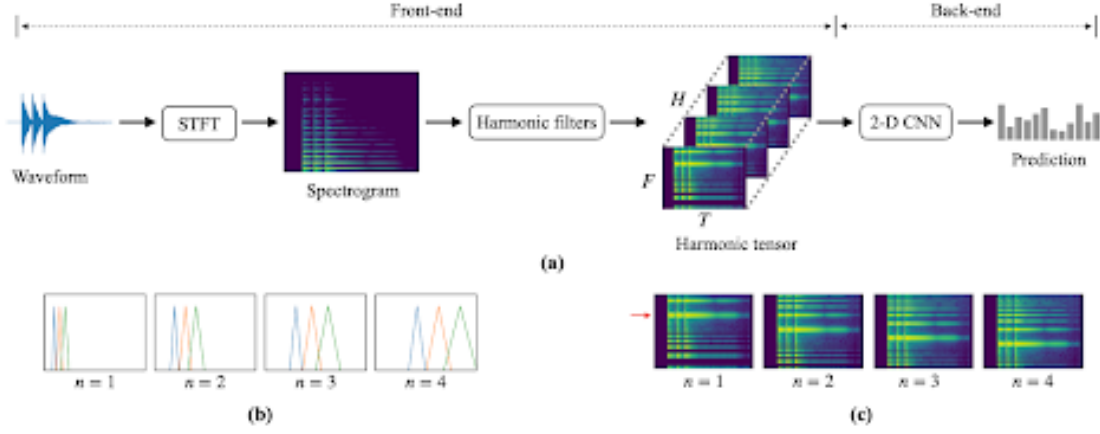 Front-end
Back-end
Waveform
STFT
Spectrogram
Harmonic filters
H
F
T
Harmonic tensor
2-D CNN
Prediction
(a)
n = 1
n = 2
n = 3
n = 4
(b)
n = 1
n = 2
n = 3
n = 4
(c)